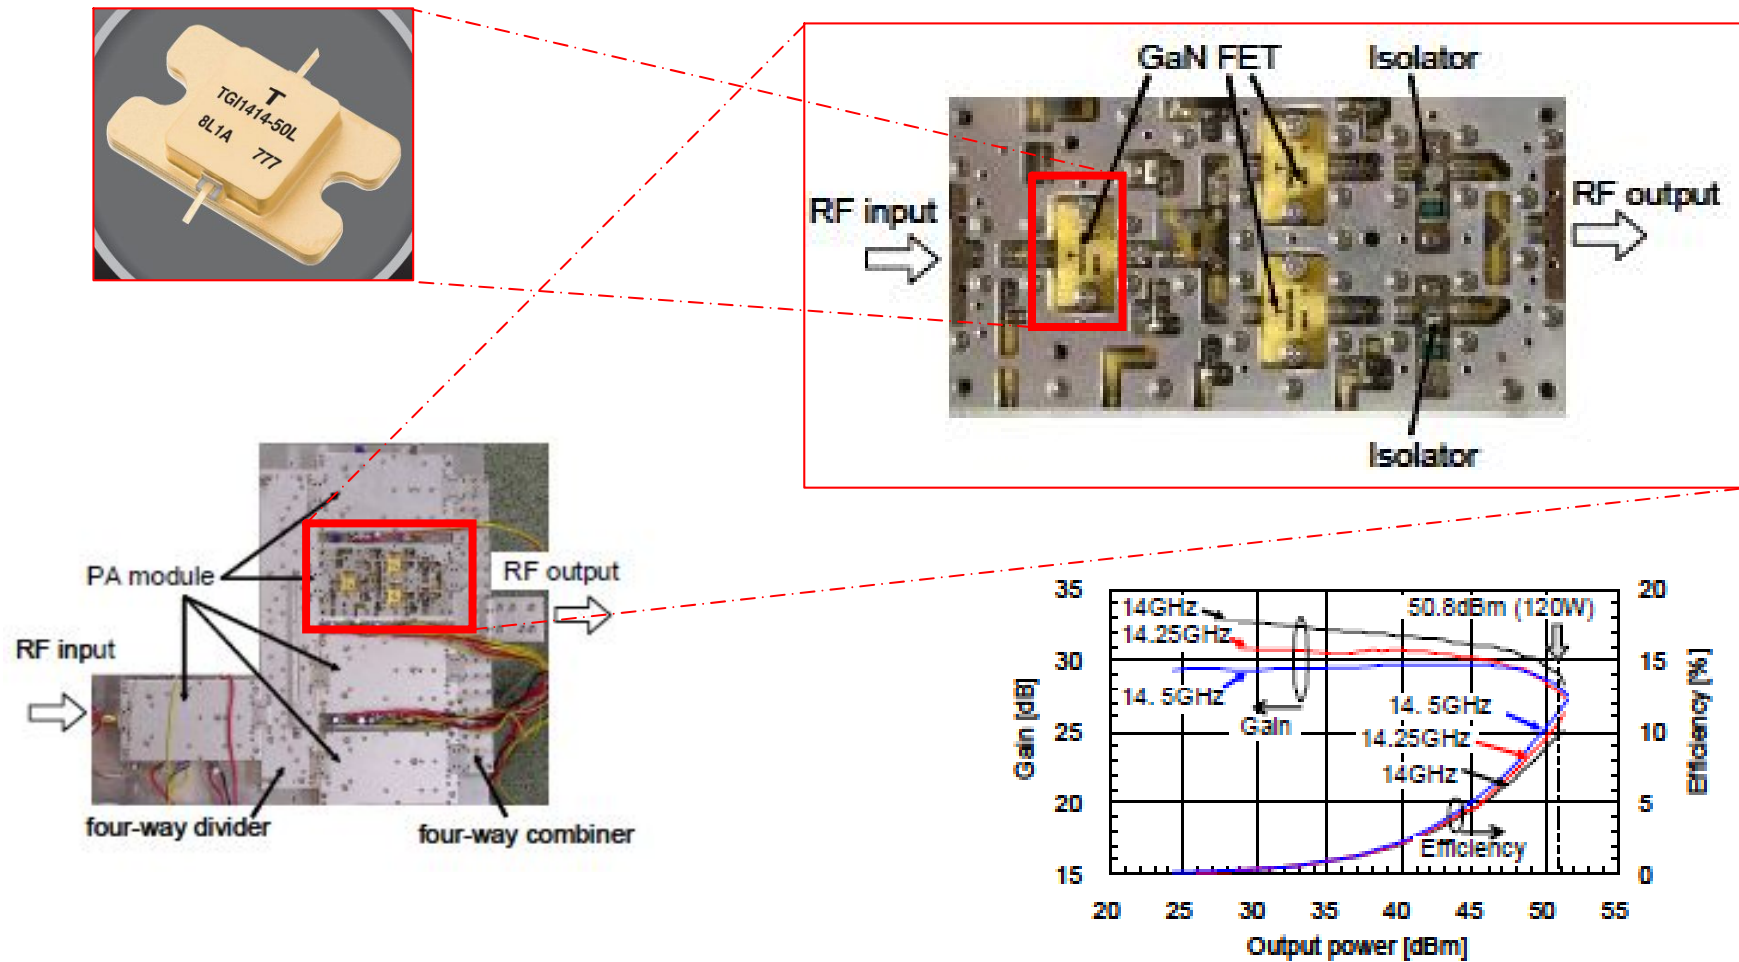 T
TGI1414-50L
8L1A
777
GaN FET
Isolator
RF input
RF output
Isolator
PA module
RF output
RF input
four-way divider
four-way combiner
35
30
25
20
15
Gain [dB]
20
15
10
5
0
Efficiency [%]
14GHz
14.25GHz
14. 5GHz
Gain
50.8dBm (120W)
14. 5GHz
14.25GHz
14GHz
Efficiency
20 25 30 35 40 45 50 55
Output power [dBm]